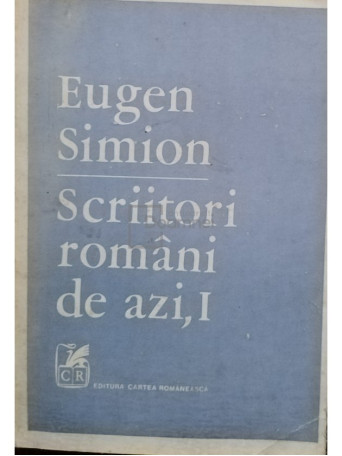 Eugen
Simion
Scriitori
români
de azi, I
CR
EDITURA CARTEA ROMÂNEASCĂ